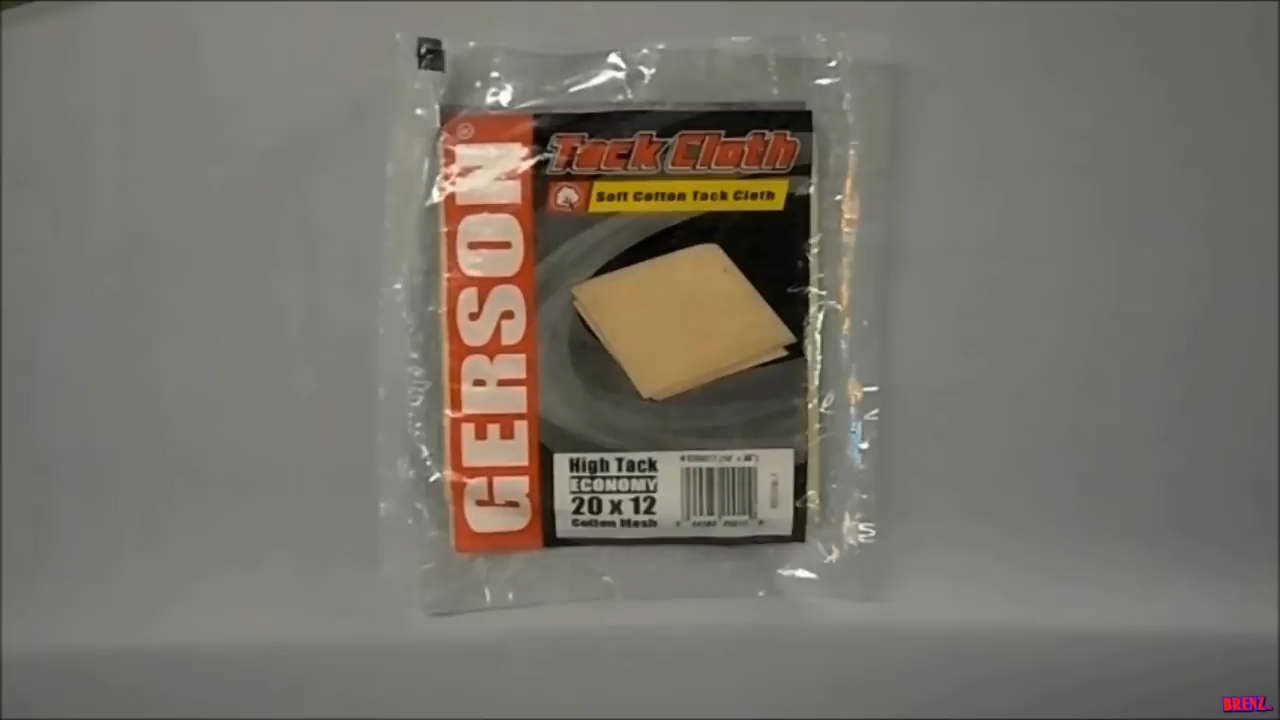 GERSON®
Tack Cloth
Soft Cotton Tack Cloth
High Tack
ECONOMY
20 x 12
Cotton Mesh
BRENZ